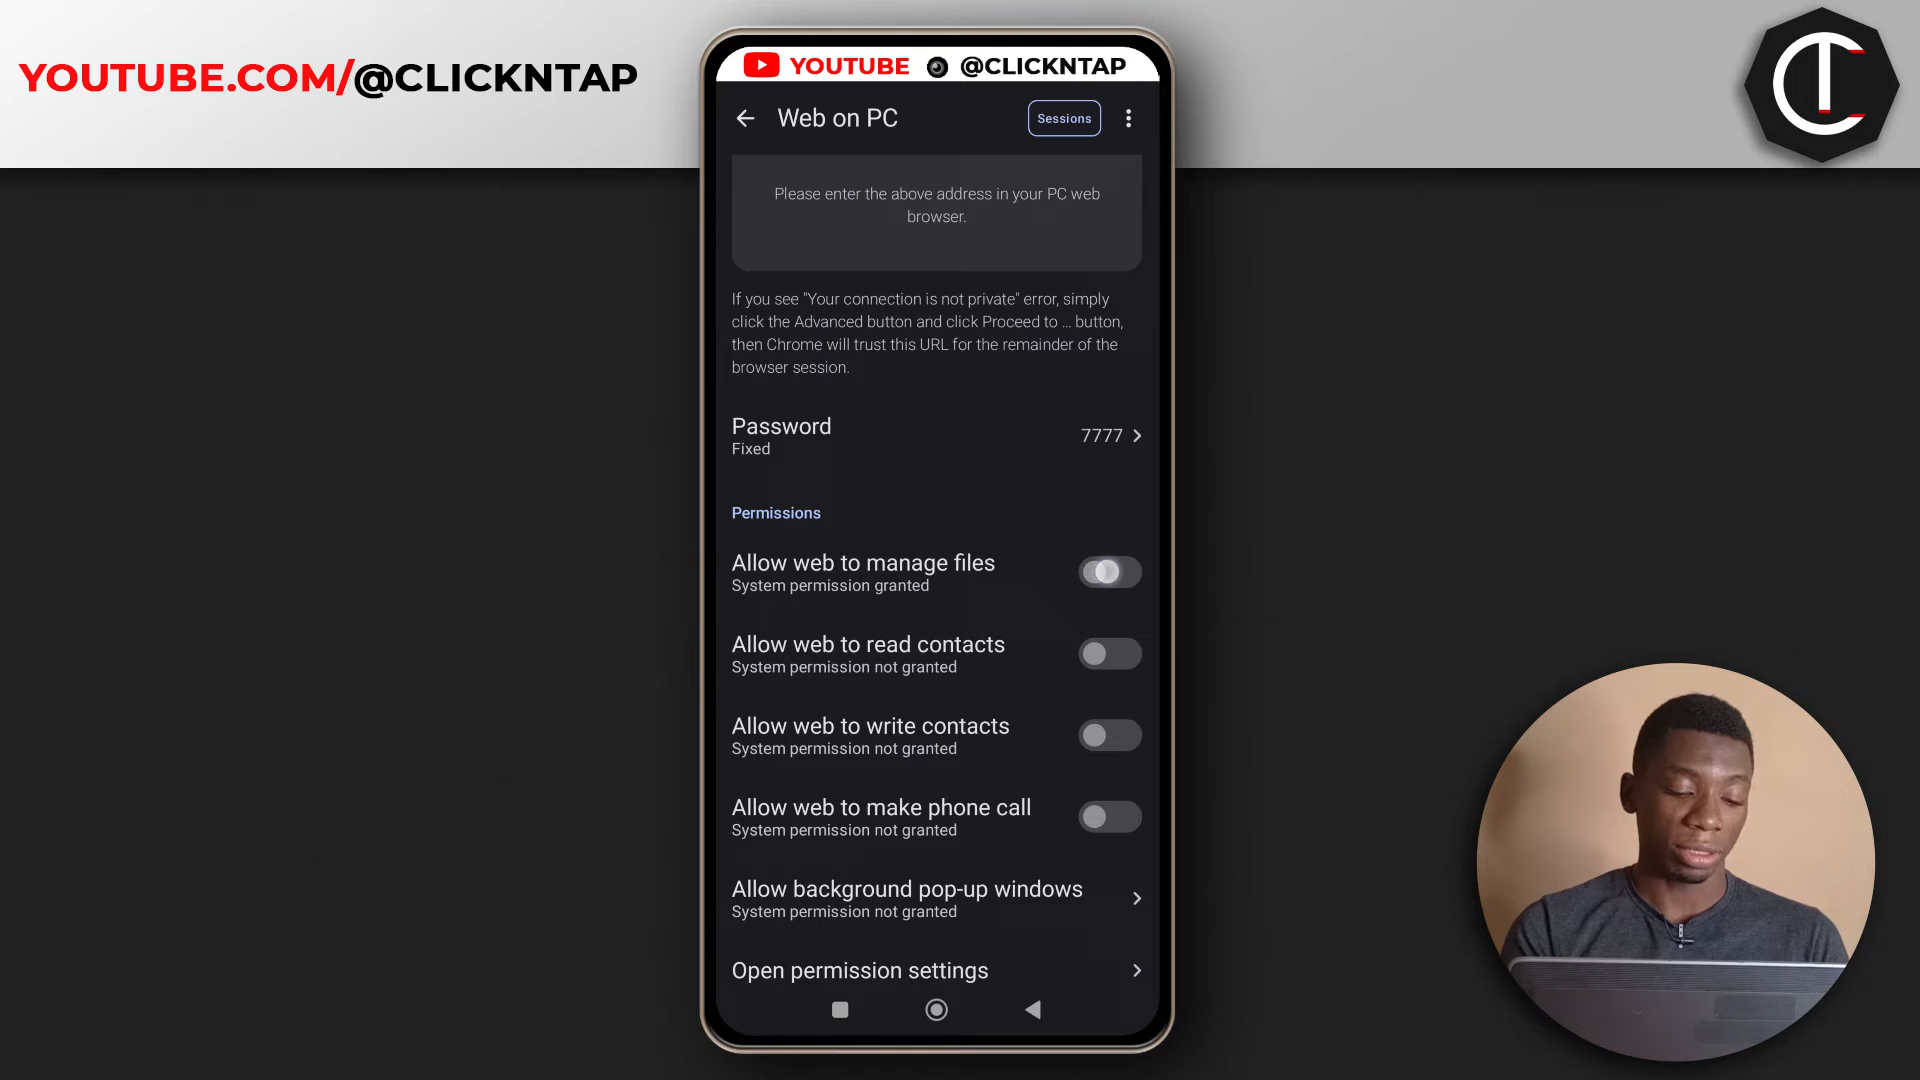 YOUTUBE.COM/@CLICKNTAP
YOUTUBE @CLICKNTAP
Web on PC
Sessions
Please enter the above address in your PC web
browser.
If you see "Your connection is not private" error, simply
click the Advanced button and click Proceed to ... button,
then Chrome will trust this URL for the remainder of the
browser session.
Password
Fixed
7777
Permissions
Allow web to manage files
System permission granted
Allow web to read contacts
System permission not granted
Allow web to write contacts
System permission not granted
Allow web to make phone call
System permission not granted
Allow background pop-up windows
System permission not granted
Open permission settings